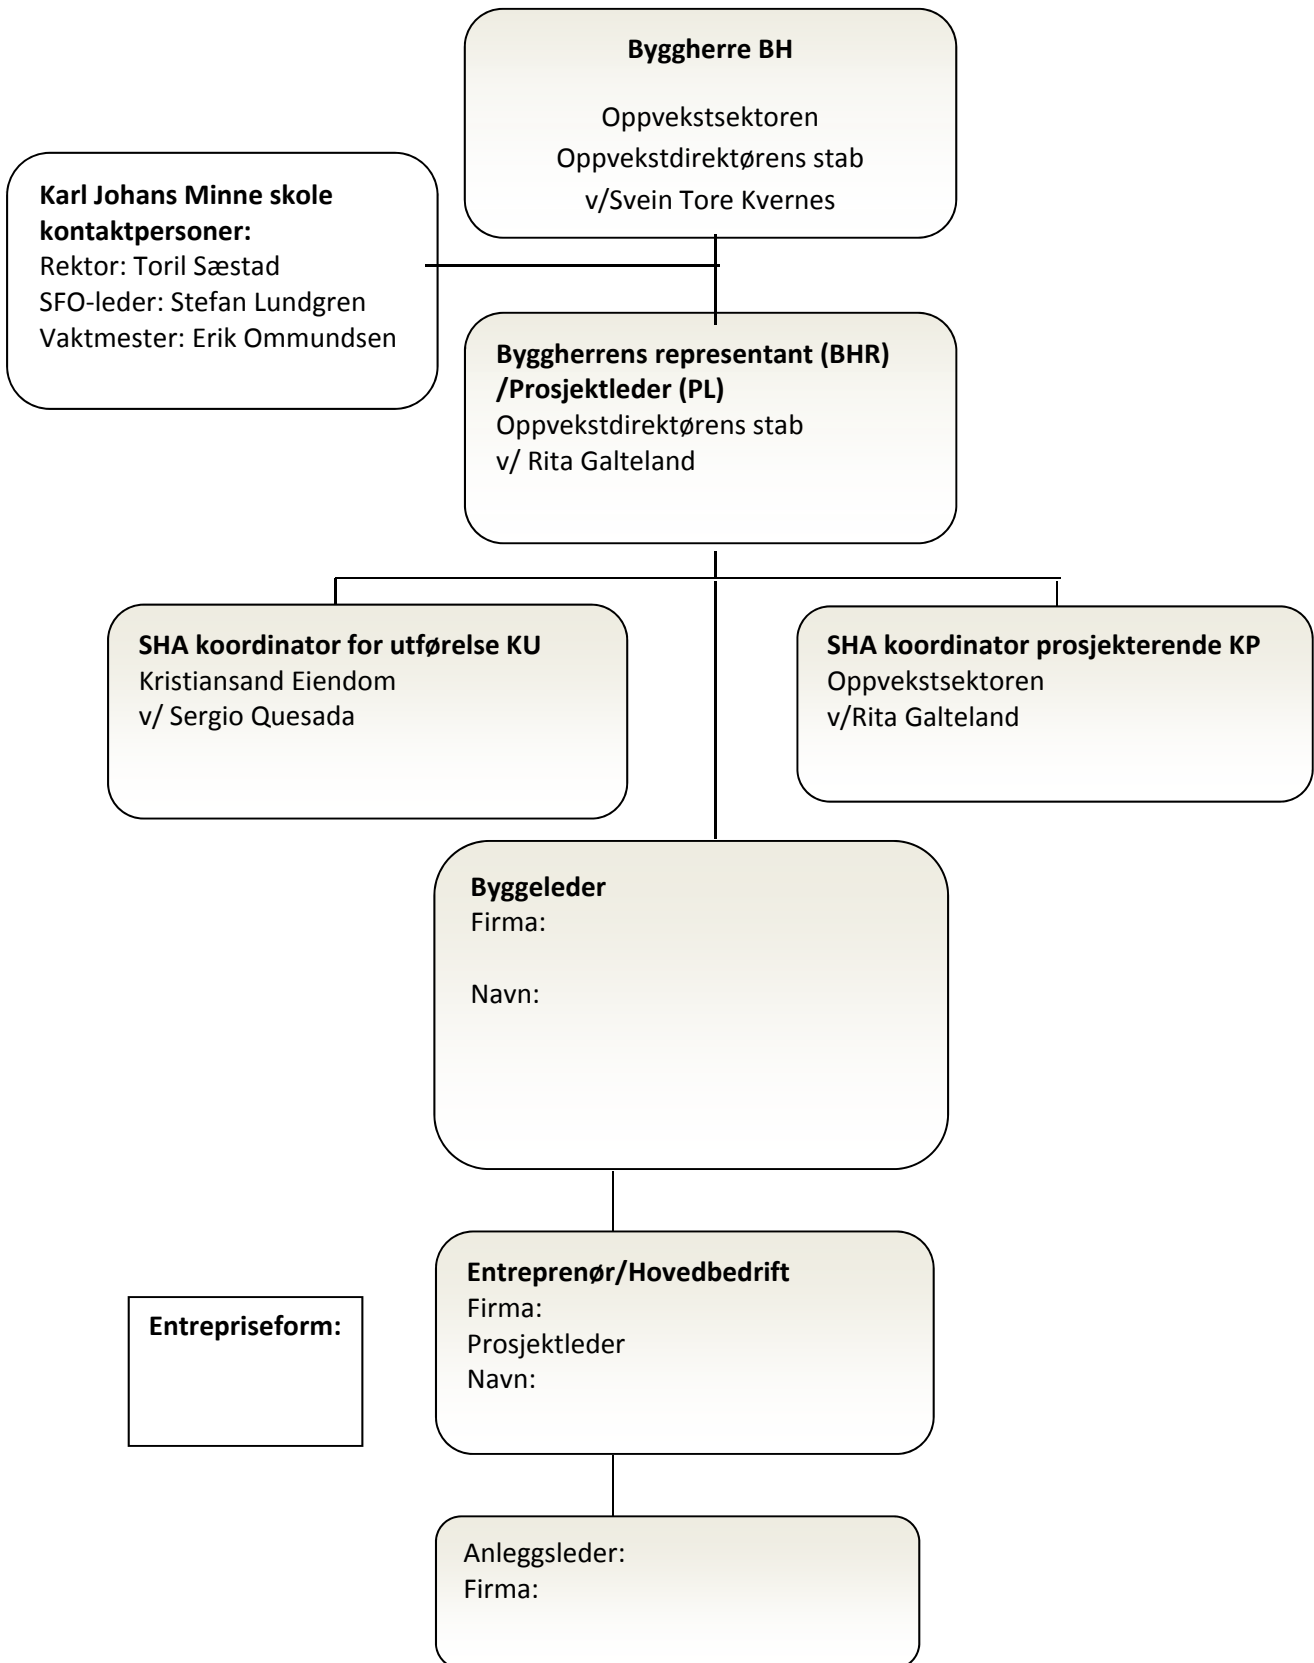 Byggherre BH
Oppvekstsektoren
Oppvekstdirektørens stab
v/Svein Tore Kvernes
Karl Johans Minne skole
kontaktpersoner:
Rektor: Toril Sæstad
SFO-leder: Stefan Lundgren
Vaktmester: Erik Ommundsen
Byggherrens representant (BHR)
/Prosjektleder (PL)
Oppvekstdirektørens stab
v/ Rita Galteland
SHA koordinator for utførelse KU
Kristiansand Eiendom
v/ Sergio Quesada
SHA koordinator prosjekterende KP
Oppvekstsektoren
v/Rita Galteland
Byggeleder
Firma:
Navn:
Entreprenør/Hovedbedrift
Firma:
Prosjektleder
Navn:
Entrepriseform:
Anleggsleder:
Firma: